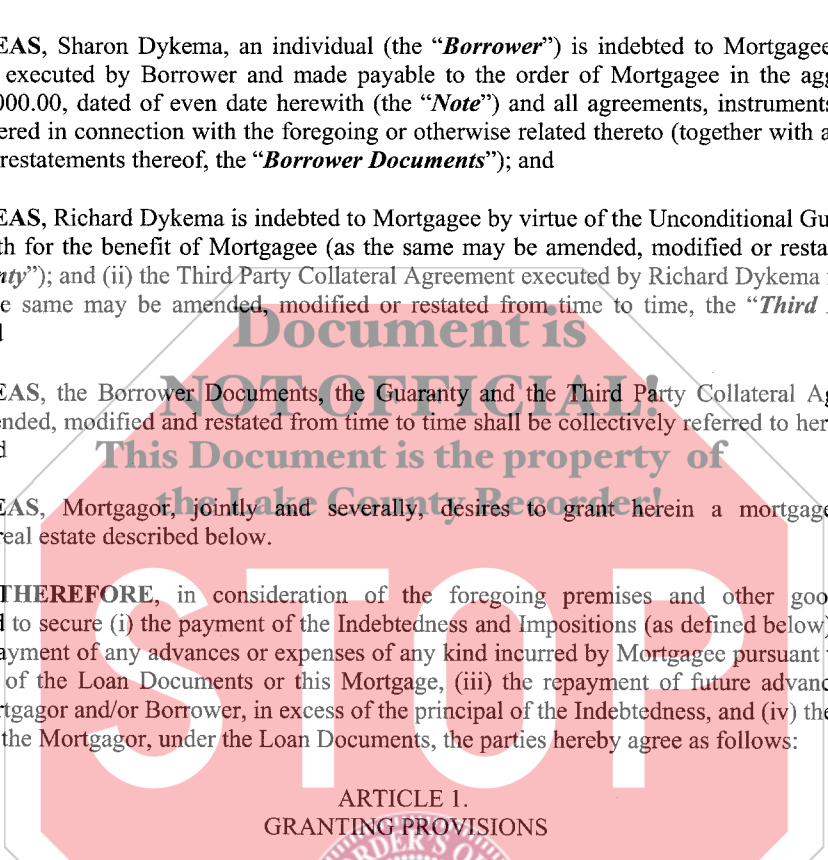 EAS, Sharon Dykema, an individual (the “Borrower”) is indebted to Mortgagee
executed by Borrower and made payable to the order of Mortgagee in the agg
000.00, dated of even date herewith (the “Note”) and all agreements, instruments
ered in connection with the foregoing or otherwise related thereto (together with a
restatements thereof, the “Borrower Documents”); and
EAS, Richard Dykema is indebted to Mortgagee by virtue of the Unconditional Gu
th for the benefit of Mortgagee (as the same may be amended, modified or resta
nty”); and (ii) the Third Party Collateral Agreement executed by Richard Dykema
e same may be amended, modified or restated from time to time, the “Third
d
Document is
NOT OFFICIAL!
EAS, the Borrower Documents, the Guaranty and the Third Party Collateral Ag
nded, modified and restated from time to time shall be collectively referred to her
d
This Document is the property of
the Lake County Recorder!
EAS, Mortgagor, jointly and severally, desires to grant herein a mortgage
real estate described below.
THEREFORE, in consideration of the foregoing premises and other goo
d to secure (i) the payment of the Indebtedness and Impositions (as defined below)
ayment of any advances or expenses of any kind incurred by Mortgagee pursuant
of the Loan Documents or this Mortgage, (iii) the repayment of future advanc
rtgagor and/or Borrower, in excess of the principal of the Indebtedness, and (iv) the
the Mortgagor, under the Loan Documents, the parties hereby agree as follows:
STOP
ARTICLE 1.
GRANTING PROVISIONS
ORDER'S O